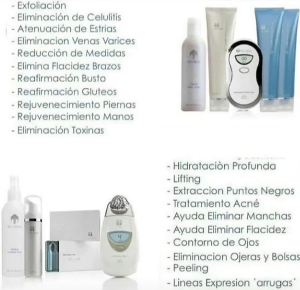 - Exfoliación
- Eliminación de Celulitis
- Atenuación de Estrias
- Eliminacion Venas Varices
- Reducción de Medidas
- Elimina Flacidez Brazos
- Reafirmación Busto
- Reafirmación Gluteos
- Rejuvenecimiento Piernas
- Rejuvenecimiento Manos
- Eliminación Toxinas
- Hidrataciòn Profunda
- Lifting
- Extraccion Puntos Negros
- Tratamiento Acné
- Ayuda Eliminar Manchas
- Ayuda Eliminar Flacidez
- Contorno de Ojos
- Eliminacion Ojeras y Bolsas
- Peeling
- Lineas Expresion ´arrugas´